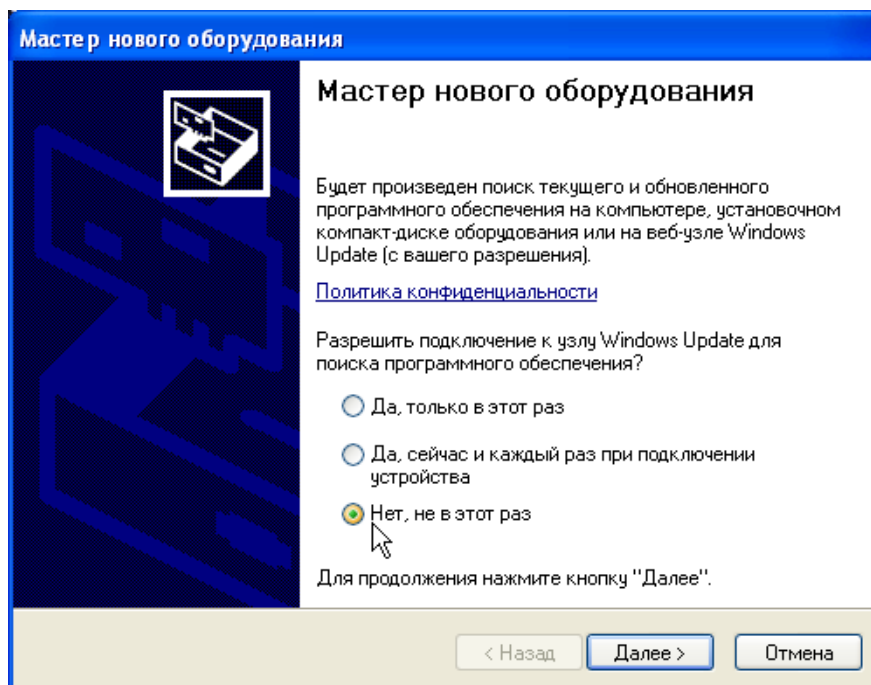 Мастер нового оборудования
Мастер нового оборудования
Будет произведен поиск текущего и обновленного
программного обеспечения на компьютере, установочном
компакт-диске оборудования или на веб-узле Windows
Update (с вашего разрешения).
Политика конфиденциальности
Разрешить подключение к узлу Windows Update для
поиска программного обеспечения?
Да, только в этот раз
Да, сейчас и каждый раз при подключении
устройства
Нет, не в этот раз
Для продолжения нажмите кнопку "Далее".
< Назад
Далее >
Отмена